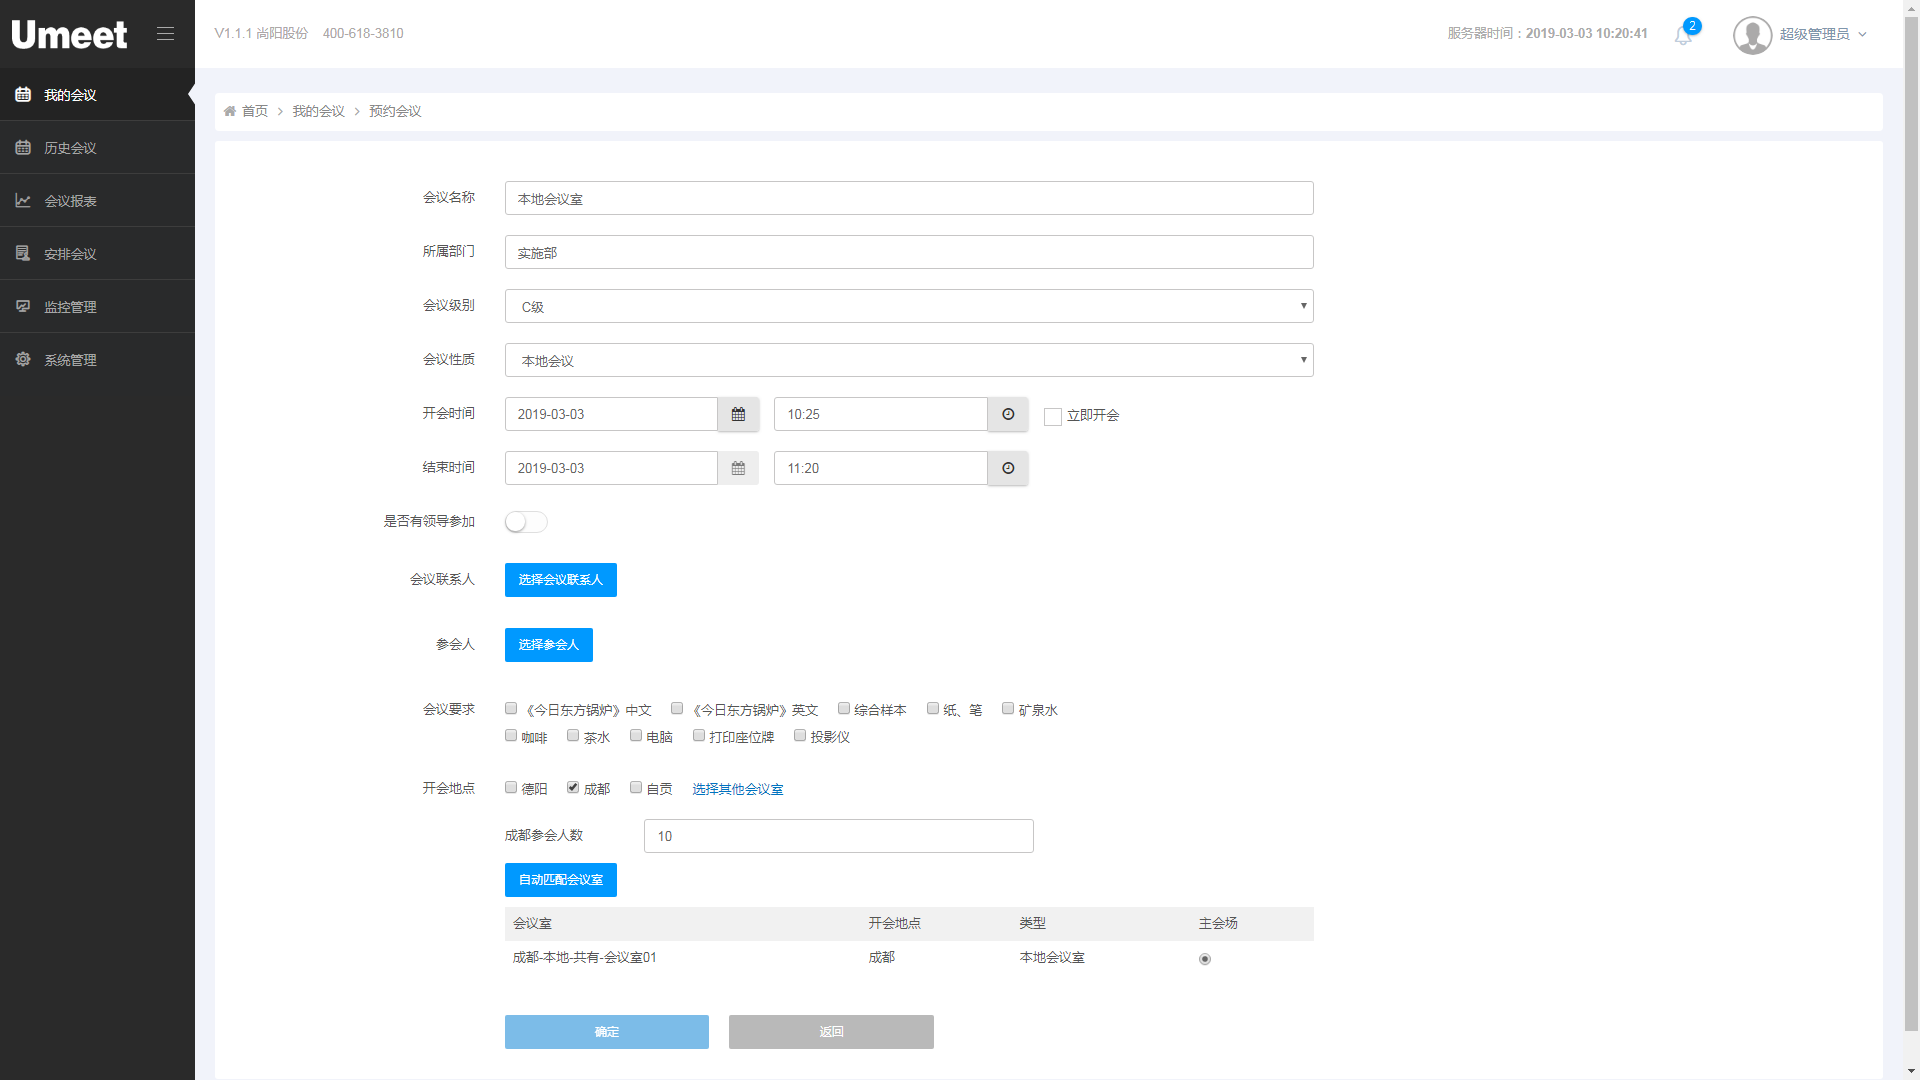 Umeet
V1.1.1 尚阳股份 400-618-3810
服务器时间：2019-03-03 10:20:41
2
超级管理员
我的会议
历史会议
会议报表
安排会议
监控管理
系统管理
首页 > 我的会议 > 预约会议
会议名称 本地会议室
所属部门 实施部
会议级别 C级
会议性质 本地会议
开会时间 2019-03-03 10:25 立即开会
结束时间 2019-03-03 11:20
是否有领导参加
会议联系人 选择会议联系人
参会人 选择参会人
会议要求 《今日东方锅炉》中文 《今日东方锅炉》英文 综合样本 纸、笔 矿泉水
咖啡 茶水 电脑 打印座位牌 投影仪
开会地点 德阳 成都 自贡 选择其他会议室
成都参会人数 10
自动匹配会议室
会议室 开会地点 类型 主会场
成都-本地-共有-会议室01 成都 本地会议室
确定 返回